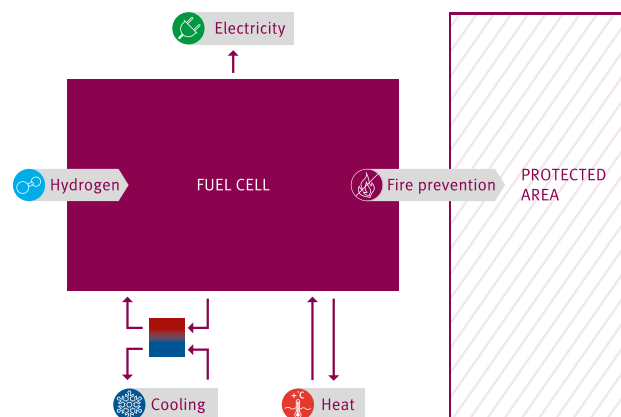 Electricity
Hydrogen
FUEL CELL
Fire prevention
PROTECTED
AREA
Cooling
+°C
Heat